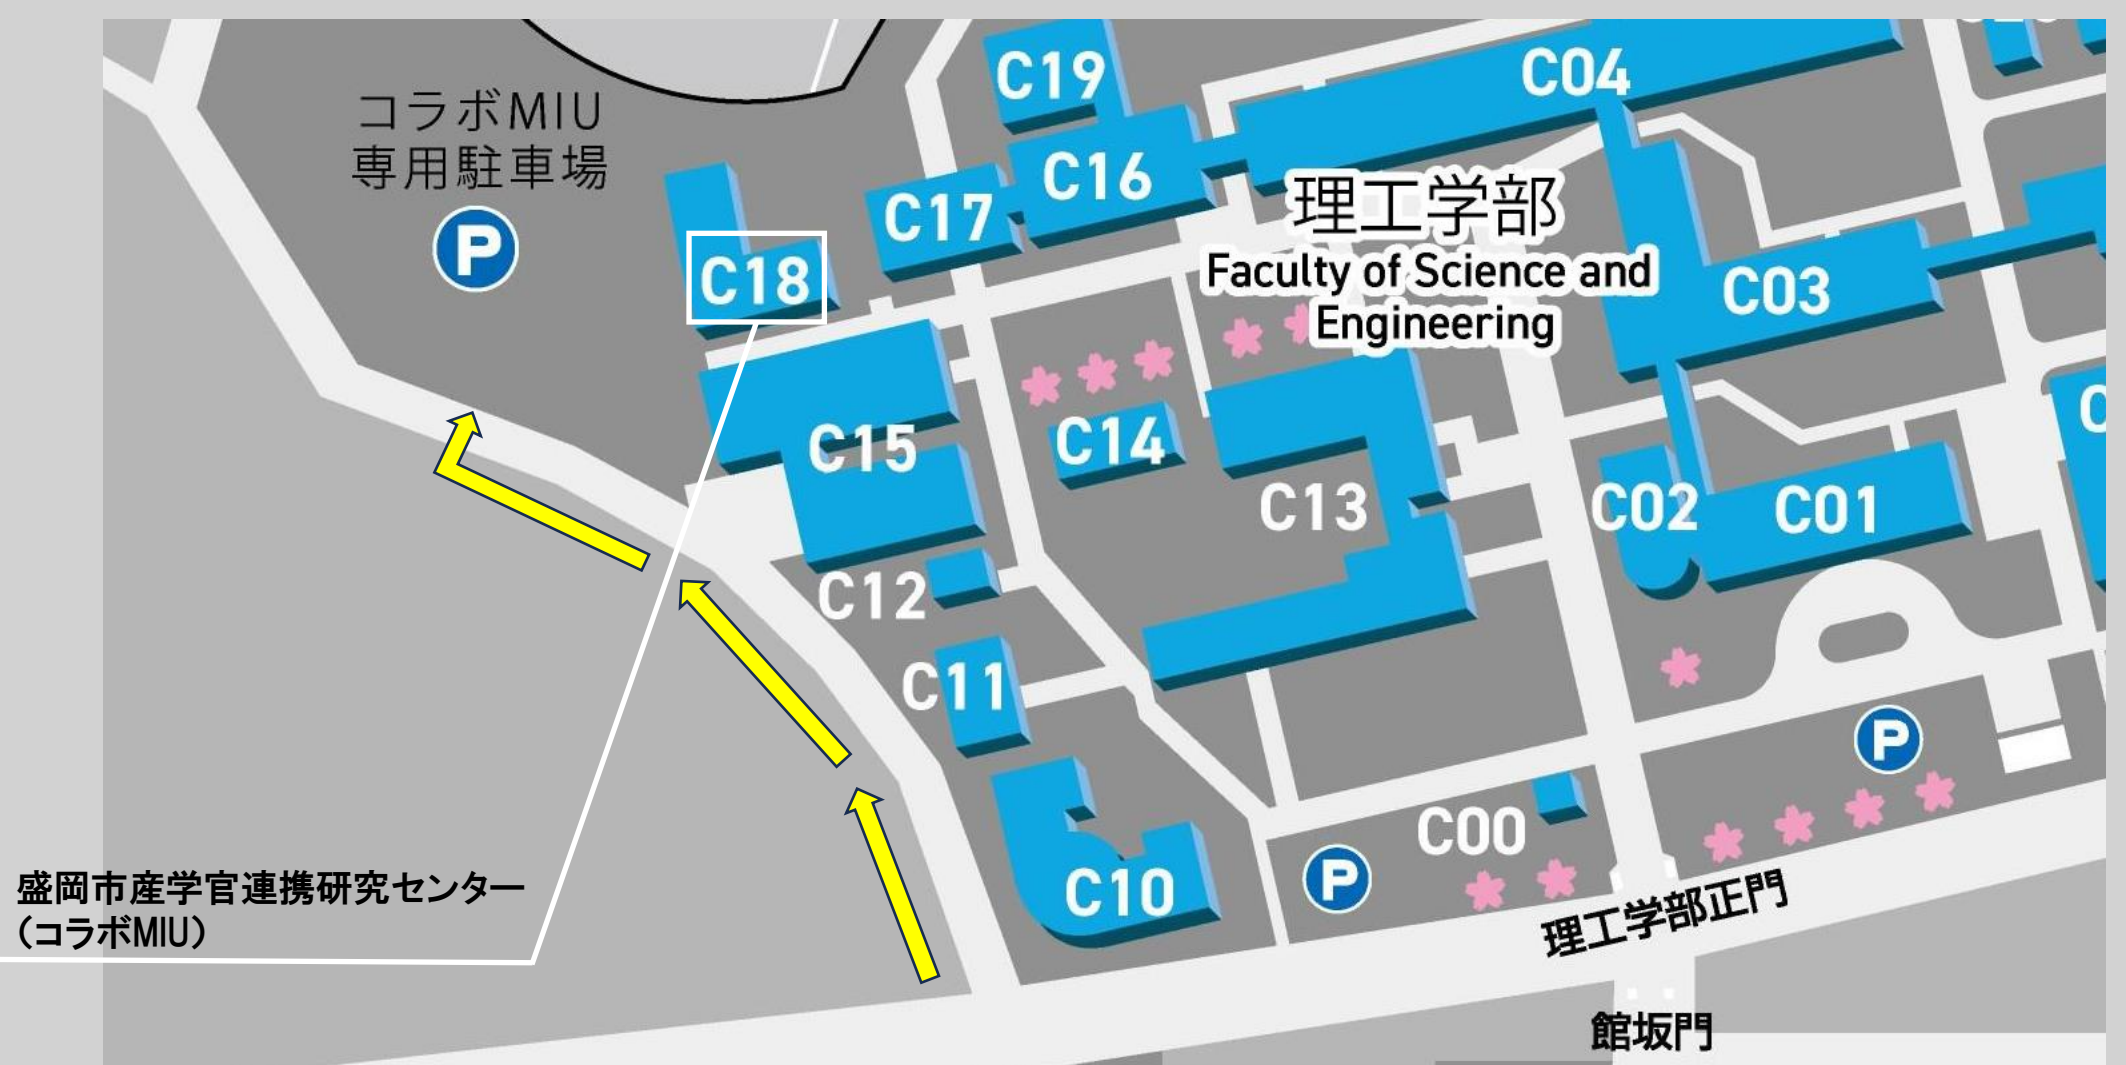 コラボMIU
専用駐車場
P
C19
C04
C16
C17
C18
理工学部
Faculty of Science and
Engineering
C03
C15
C14
C13
C02
C01
C12
C11
P
C00
P
C10
盛岡市産学官連携研究センター
（コラボMIU）
理工学部正門
館坂門